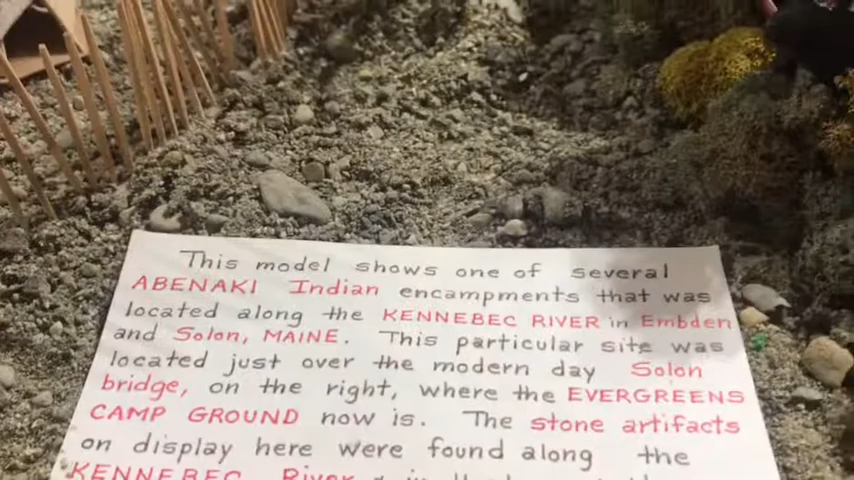 This model shows one of several
ABENAKI Indian encampments that was
located along the KENNEBEC RIVER in Embden
and Solon, MAINE. This particular site was
located just over the modern day Solon
bridge, on the right, where the EVERGREENS
CAMP GROUND now is. The stone artifacts
on display here were found along the
KENNEBEC River